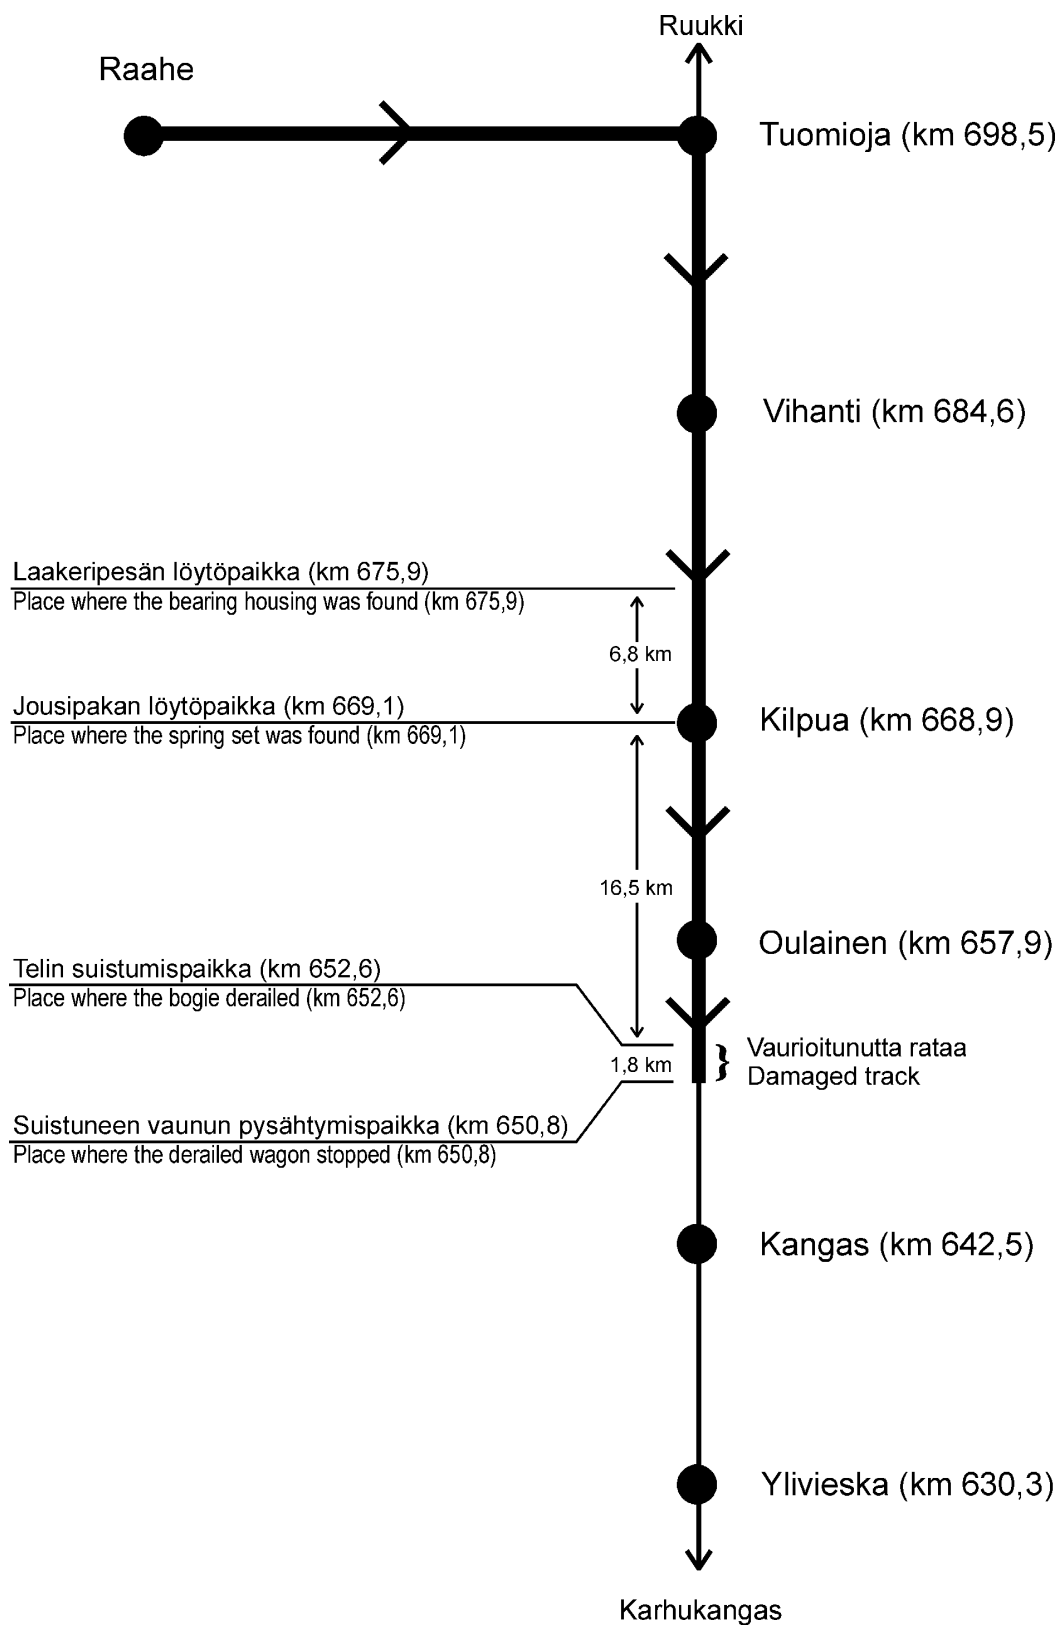 Ruukki
Raahe
Tuomioja (km 698,5)
Vihanti (km 684,6)
Laakeripesän löytöpaikka (km 675,9)
Place where the bearing housing was found (km 675,9)
6,8 km
Jousipakan löytöpaikka (km 669,1)
Place where the spring set was found (km 669,1)
Kilpua (km 668,9)
16,5 km
Oulainen (km 657,9)
Telin suistumispaikka (km 652,6)
Place where the bogie derailed (km 652,6)
1,8 km
Vaurioitunutta rataa
Damaged track
Suistuneen vaunun pysähtymispaikka (km 650,8)
Place where the derailed wagon stopped (km 650,8)
Kangas (km 642,5)
Ylivieska (km 630,3)
Karhukangas